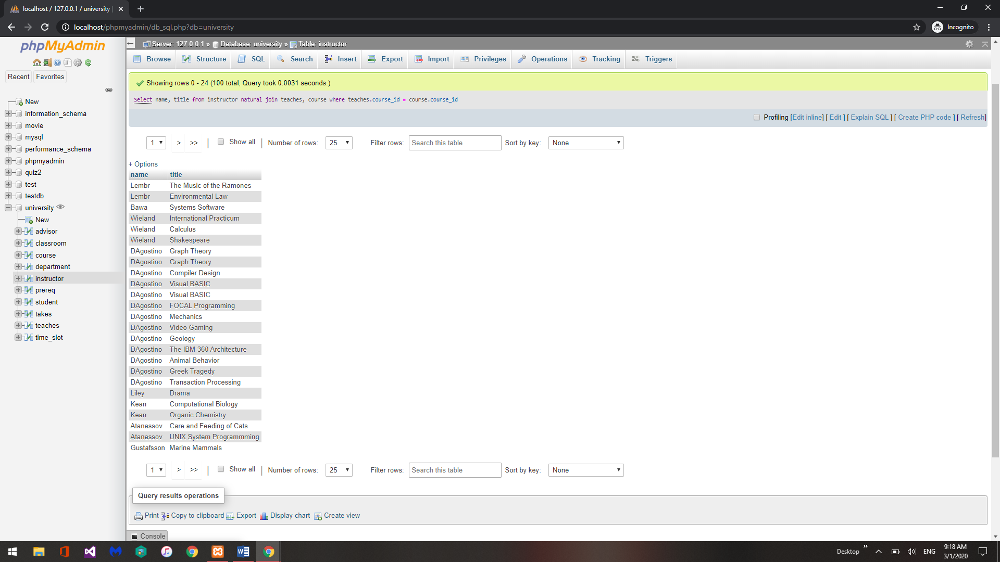 localhost / 127.0.0.1 / university |
localhost/phpmyadmin/db_sql.php?db=university
Incognito
phpMyAdmin
Recent Favorites
New
information_schema
movie
mysql
performance_schema
phpmyadmin
quiz2
test
testdb
university
New
advisor
classroom
course
department
instructor
prereq
student
takes
teaches
time_slot
Server: 127.0.0.1 » Database: university » Table: instructor
Browse Structure SQL Search Insert Export Import Privileges Operations Tracking Triggers
Showing rows 0 - 24 (100 total, Query took 0.0031 seconds.)
Select name, title from instructor natural join teaches, course where teaches.course_id = course.course_id
Profiling [Edit inline] [ Edit ] [ Explain SQL ] [ Create PHP code ] [ Refresh]
1 > >> | Show all | Number of rows: 25 Filter rows: Search this table Sort by key: None
+ Options
name title
Lembr The Music of the Ramones
Lembr Environmental Law
Bawa Systems Software
Wieland International Practicum
Wieland Calculus
Wieland Shakespeare
DAgostino Graph Theory
DAgostino Graph Theory
DAgostino Compiler Design
DAgostino Visual BASIC
DAgostino Visual BASIC
DAgostino FOCAL Programming
DAgostino Mechanics
DAgostino Video Gaming
DAgostino Geology
DAgostino The IBM 360 Architecture
DAgostino Animal Behavior
DAgostino Greek Tragedy
DAgostino Transaction Processing
Liley Drama
Kean Computational Biology
Kean Organic Chemistry
Atanassov Care and Feeding of Cats
Atanassov UNIX System Programmming
Gustafsson Marine Mammals
1 > >> | Show all | Number of rows: 25 Filter rows: Search this table Sort by key: None
Query results operations
Print Copy to clipboard Export Display chart Create view
Console
Desktop » ENG 9:18 AM
3/1/2020